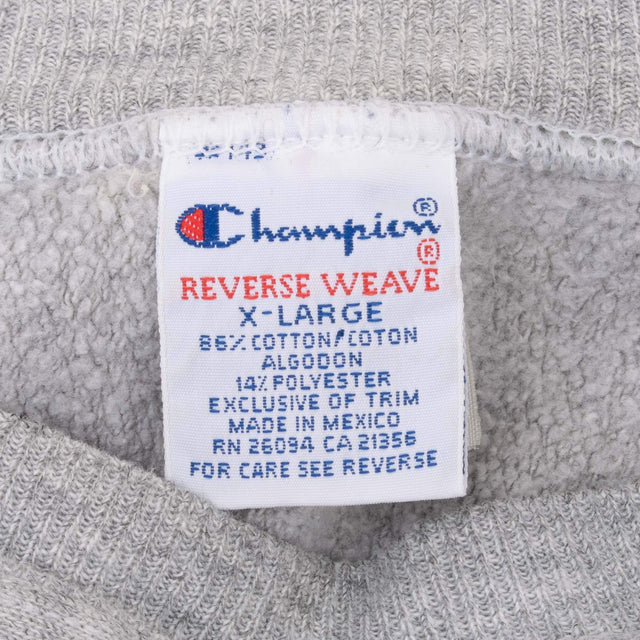 Champion®
®
REVERSE WEAVE
X-LARGE
86% COTTON/COTON
ALGODON
14% POLYESTER
EXCLUSIVE OF TRIM
MADE IN MEXICO
RN 26094 CA 21356
FOR CARE SEE REVERSE